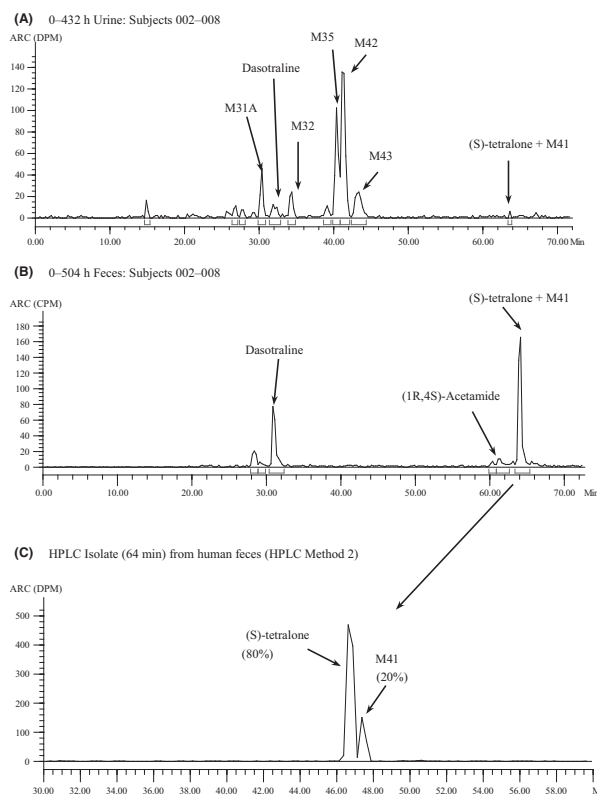 (A) 0–432 h Urine: Subjects 002–008
ARC (DPM)
M35
M42
Dasotraline
M31A
M32
M43
(S)-tetralone + M41
140
120
100
80
60
40
20
0
0.00 10.00 20.00 30.00 40.00 50.00 60.00 70.00 Min
(B) 0–504 h Feces: Subjects 002–008
ARC (CPM)
(S)-tetralone + M41
Dasotraline
(1R,4S)-Acetamide
180
160
140
120
100
80
60
40
20
0
0.00 10.00 20.00 30.00 40.00 50.00 60.00 70.00 Min
(C) HPLC Isolate (64 min) from human feces (HPLC Method 2)
ARC (DPM)
(S)-tetralone
(80%)
M41
(20%)
500
400
300
200
100
0
30.00 32.00 34.00 36.00 38.00 40.00 42.00 44.00 46.00 48.00 50.00 52.00 54.00 56.00 58.00